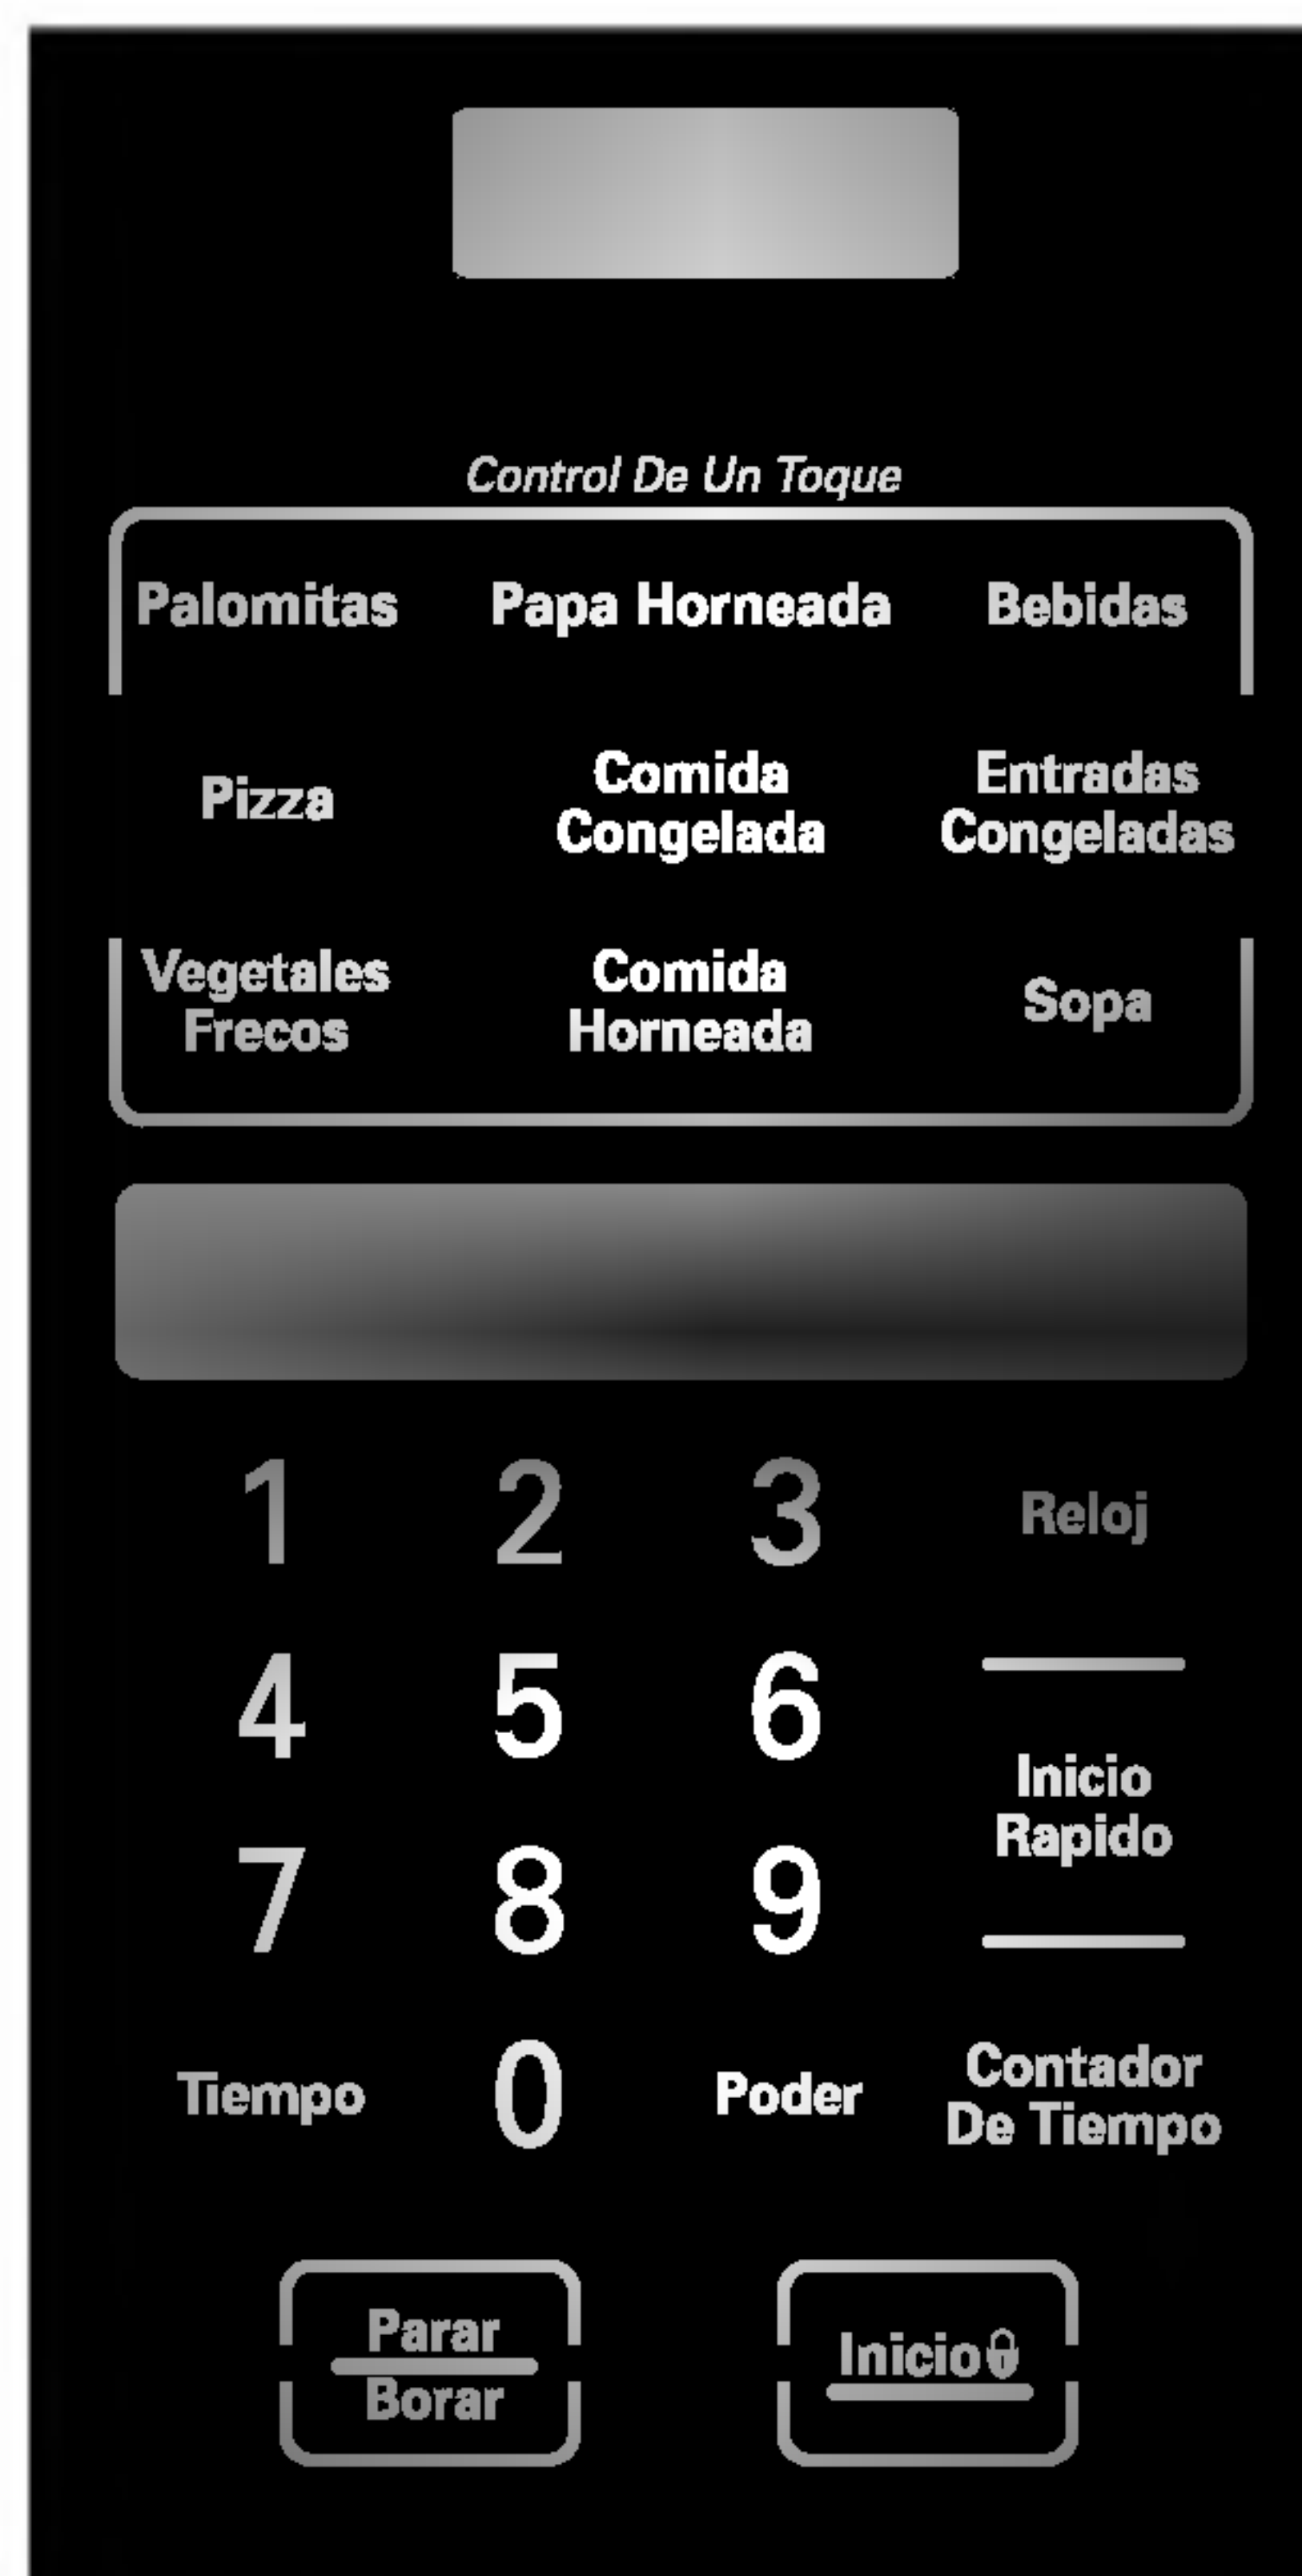 Control De Un Toque
Palomitas Papa Horneada Bebidas
Pizza Comida Congelada Entradas Congeladas
Vegetales Frecos Comida Horneada Sopa
1 2 3 Reloj
4 5 6
Inicio
Rapido
7 8 9
Tiempo 0 Poder Contador De Tiempo
Parar
Borar
Inicio